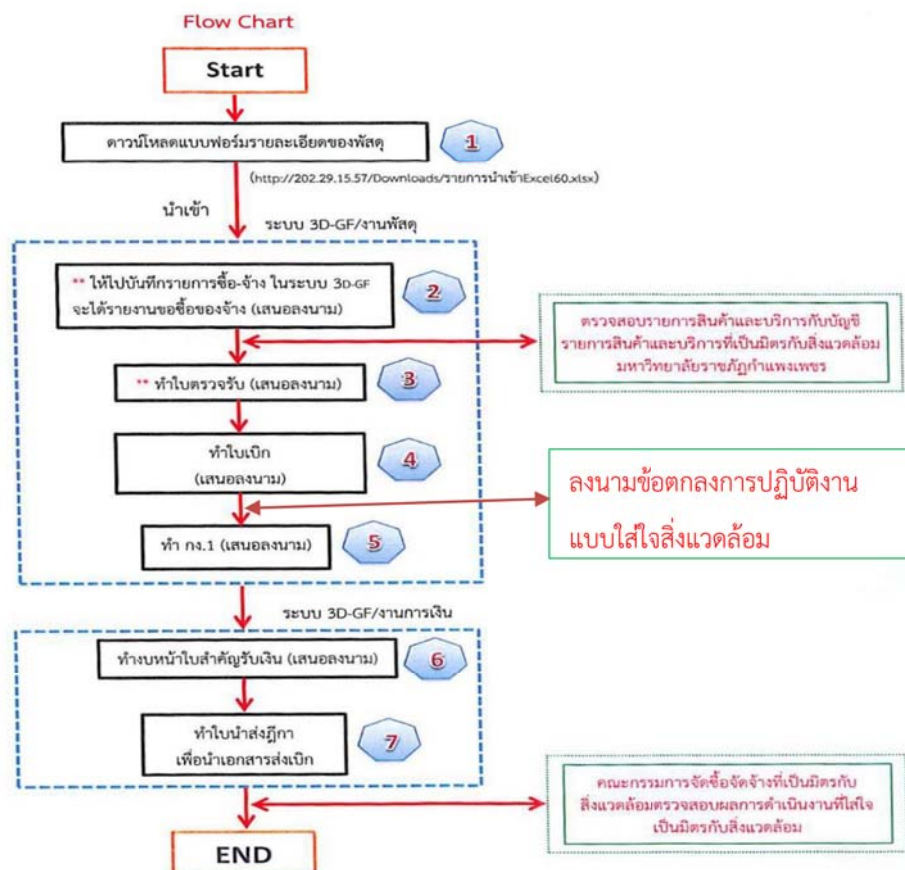 Flow Chart
Start
ดาวน์โหลดแบบฟอร์มรายละเอียดของพัสดุ
1
(http://202.29.15.57/Downloads/รายการนำเข้าExcel60.xlsx)
นำเข้า
ระบบ 3D-GF/งานพัสดุ
** ให้ไปบันทึกรายการซื้อ-จ้าง ในระบบ 3D-GF
จะได้รายงานขอซื้อของจ้าง (เสนอลงนาม)
2
ตรวจสอบรายการสินค้าและบริการกับบัญชี
รายการสินค้าและบริการที่เป็นมิตรกับสิ่งแวดล้อม
มหาวิทยาลัยราชภัฏกำแพงเพชร
** ทำใบตรวจรับ (เสนอลงนาม)
3
ทำใบเบิก
(เสนอลงนาม)
4
ลงนามข้อตกลงการปฏิบัติงาน
แบบใส่ใจสิ่งแวดล้อม
ทำ กง.1 (เสนอลงนาม)
5
ระบบ 3D-GF/งานการเงิน
ทำงบหน้าใบสำคัญรับเงิน (เสนอลงนาม)
6
ทำใบนำส่งฎีกา
เพื่อนำเอกสารส่งเบิก
7
คณะกรรมการจัดซื้อจัดจ้างที่เป็นมิตรกับ
สิ่งแวดล้อมตรวจสอบผลการดำเนินงานที่ใส่ใจ
เป็นมิตรกับสิ่งแวดล้อม
END